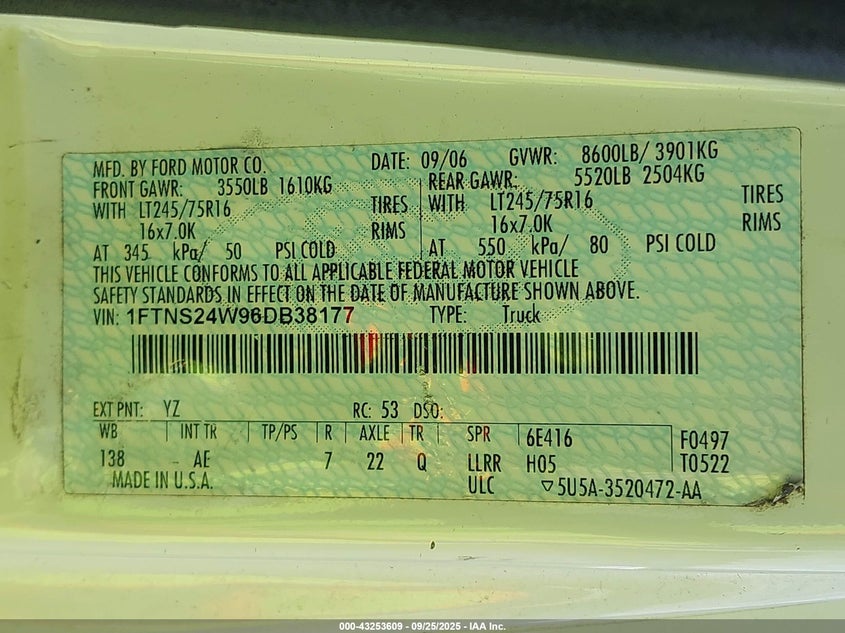 MFD. BY FORD MOTOR CO. DATE: 09/06 GVWR: 8600LB/ 3901KG
FRONT GAWR: 3550LB 1610KG REAR GAWR: 5520LB 2504KG
WITH LT245/75R16 TIRES WITH LT245/75R16 TIRES
16x7.0K RIMS 16x7.0K RIMS
AT 345 kPa/ 50 PSI COLD AT 550 kPa/ 80 PSI COLD
THIS VEHICLE CONFORMS TO ALL APPLICABLE FEDERAL MOTOR VEHICLE
SAFETY STANDARDS IN EFFECT ON THE DATE OF MANUFACTURE SHOWN ABOVE.
VIN: 1FTNS24W96DB38177 TYPE: Truck
EXT PNT: YZ RC: 53 DSO:
WB INT TR TP/PS R AXLE TR SPR 6E416 F0497
138 AE 7 22 Q LLRR H05 T0522
MADE IN U.S.A. ULC ▽5U5A-3520472-AA
000-43253609 - 09/25/2025 - IAA Inc.